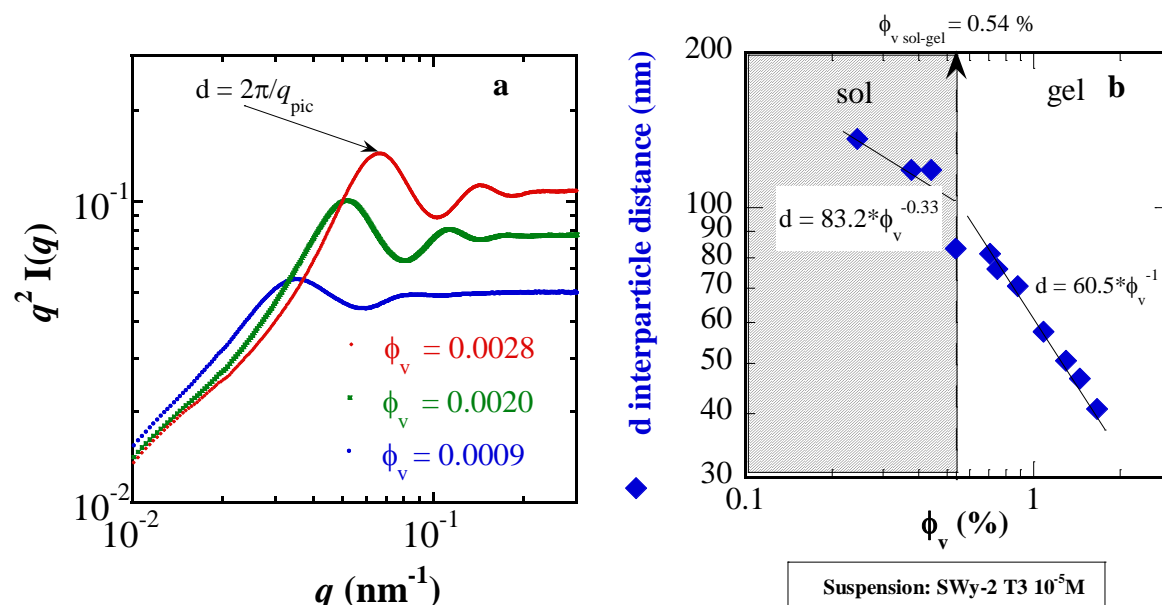 a
d = 2π/q_pic
q² I(q)
10⁻¹
10⁻²
10⁻²
10⁻¹
q (nm⁻¹)
ϕ_v = 0.0028
ϕ_v = 0.0020
ϕ_v = 0.0009
ϕ_v sol-gel = 0.54 %
b
sol
gel
d interparticle distance (nm)
200
100
90
80
70
60
50
40
30
d = 83.2*ϕ_v^-0.33
d = 60.5*ϕ_v^-1
0.1
1
ϕ_v (%)
Suspension: SWy-2 T3 10⁻⁵M